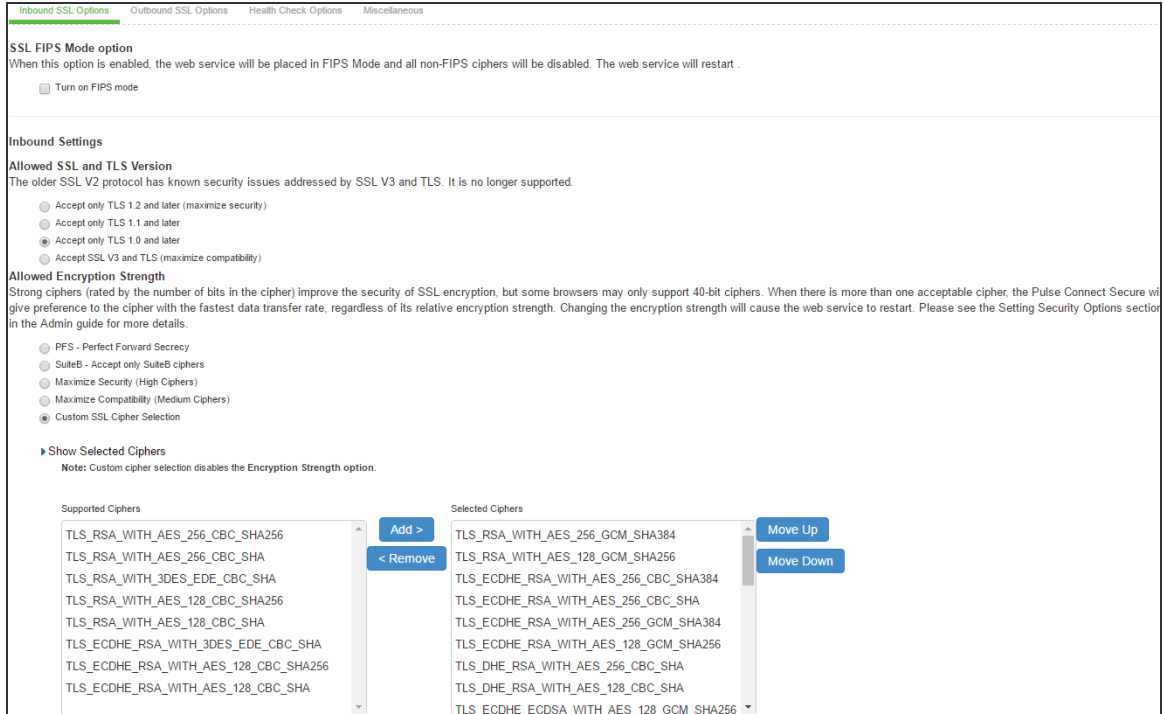 Inbound SSL Options Outbound SSL Options Health Check Options Miscellaneous
SSL FIPS Mode option
When this option is enabled, the web service will be placed in FIPS Mode and all non-FIPS ciphers will be disabled. The web service will restart .
Turn on FIPS mode
Inbound Settings
Allowed SSL and TLS Version
The older SSL V2 protocol has known security issues addressed by SSL V3 and TLS. It is no longer supported.
Accept only TLS 1.2 and later (maximize security)
Accept only TLS 1.1 and later
Accept only TLS 1.0 and later
Accept SSL V3 and TLS (maximize compatibility)
Allowed Encryption Strength
Strong ciphers (rated by the number of bits in the cipher) improve the security of SSL encryption, but some browsers may only support 40-bit ciphers. When there is more than one acceptable cipher, the Pulse Connect Secure wi
give preference to the cipher with the fastest data transfer rate, regardless of its relative encryption strength. Changing the encryption strength will cause the web service to restart. Please see the Setting Security Options section
in the Admin guide for more details.
PFS - Perfect Forward Secrecy
SuiteB - Accept only SuiteB ciphers
Maximize Security (High Ciphers)
Maximize Compatibility (Medium Ciphers)
Custom SSL Cipher Selection
Show Selected Ciphers
Note: Custom cipher selection disables the Encryption Strength option.
Supported Ciphers
TLS_RSA_WITH_AES_256_CBC_SHA256
TLS_RSA_WITH_AES_256_CBC_SHA
TLS_RSA_WITH_3DES_EDE_CBC_SHA
TLS_RSA_WITH_AES_128_CBC_SHA256
TLS_RSA_WITH_AES_128_CBC_SHA
TLS_ECDHE_RSA_WITH_3DES_EDE_CBC_SHA
TLS_ECDHE_RSA_WITH_AES_128_CBC_SHA256
TLS_ECDHE_RSA_WITH_AES_128_CBC_SHA
Add >
< Remove
Selected Ciphers
TLS_RSA_WITH_AES_256_GCM_SHA384
TLS_RSA_WITH_AES_128_GCM_SHA256
TLS_ECDHE_RSA_WITH_AES_256_CBC_SHA384
TLS_ECDHE_RSA_WITH_AES_256_CBC_SHA
TLS_ECDHE_RSA_WITH_AES_256_GCM_SHA384
TLS_ECDHE_RSA_WITH_AES_128_GCM_SHA256
TLS_DHE_RSA_WITH_AES_256_CBC_SHA
TLS_DHE_RSA_WITH_AES_128_CBC_SHA
TLS_ECDHE_ECDSA_WITH_AES_128_GCM_SHA256
Move Up
Move Down